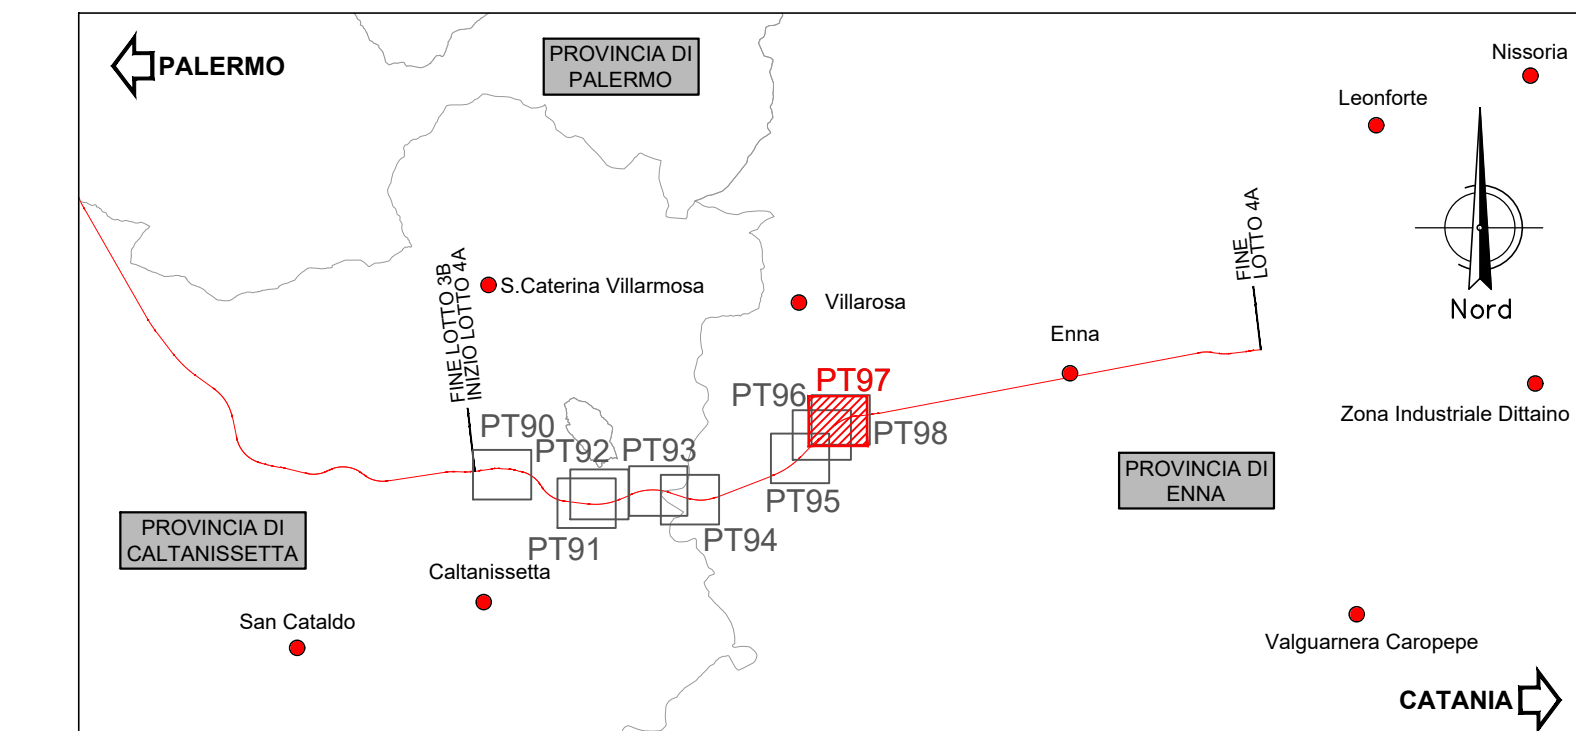 PALERMO
PROVINCIA DI
PALERMO
Nissoria
Leonforte
FINE LOTTO 3B
INIZIO LOTTO 4A
S.Caterina Villarmosa
Villarosa
FINE
LOTTO 4A
Nord
Enna
PT97
PT96
Zona Industriale Dittaino
PT90
PT98
PT92
PT93
PROVINCIA DI
ENNA
PT95
PROVINCIA DI
CALTANISSETTA
PT91
PT94
Caltanissetta
San Cataldo
Valguarnera Caropepe
CATANIA